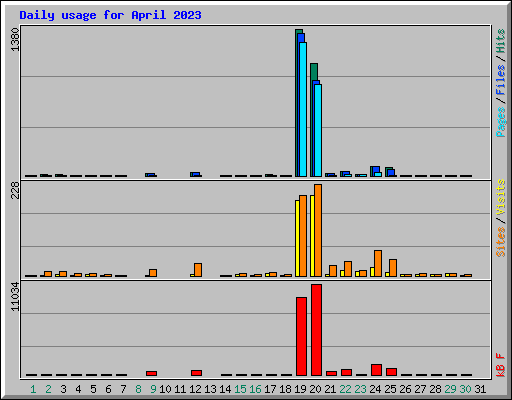 Daily usage for April 2023
1380
Pages / Files / Hits
228
Sites / Visits
11034
kB F
1 2 3 4 5 6 7 8 9 10 11 12 13 14 15 16 17 18 19 20 21 22 23 24 25 26 27 28 29 30 31